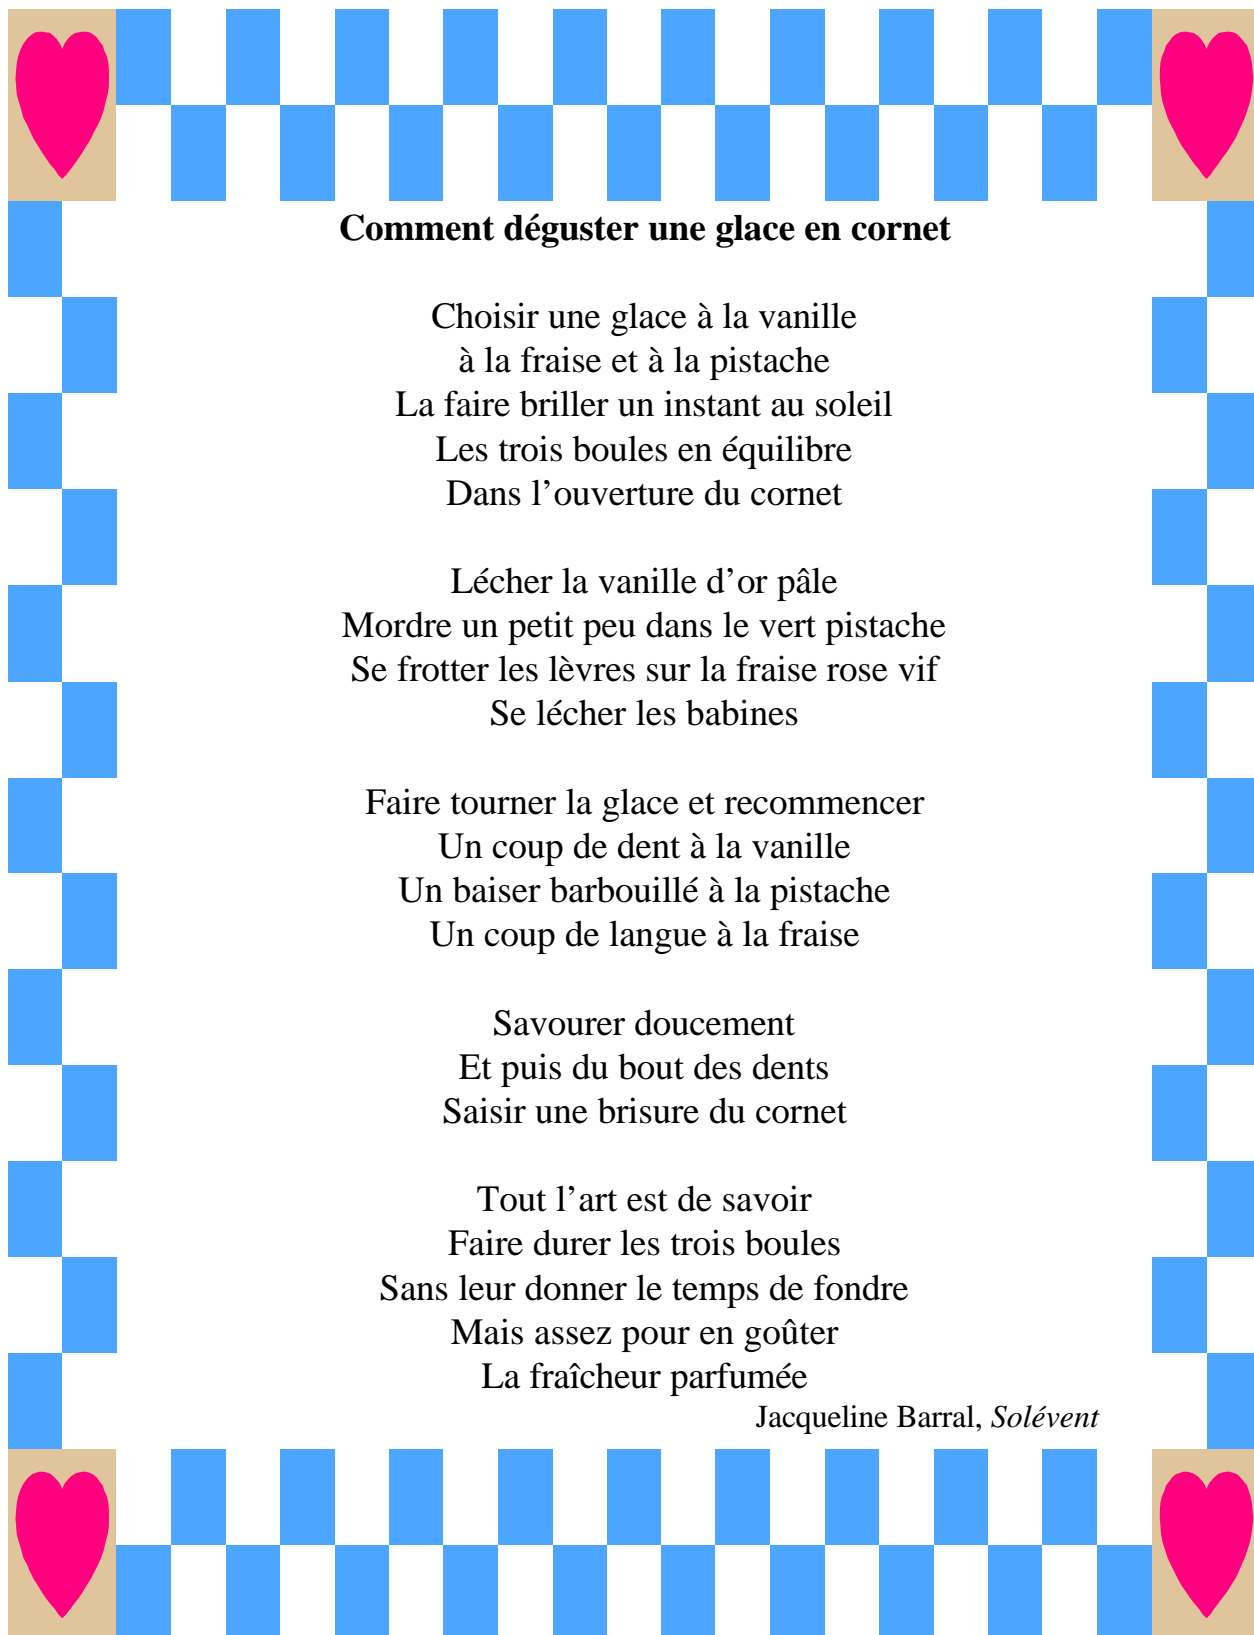 Comment déguster une glace en cornet
Choisir une glace à la vanille
à la fraise et à la pistache
La faire briller un instant au soleil
Les trois boules en équilibre
Dans l’ouverture du cornet
Lécher la vanille d’or pâle
Mordre un petit peu dans le vert pistache
Se frotter les lèvres sur la fraise rose vif
Se lécher les babines
Faire tourner la glace et recommencer
Un coup de dent à la vanille
Un baiser barbouillé à la pistache
Un coup de langue à la fraise
Savourer doucement
Et puis du bout des dents
Saisir une brisure du cornet
Tout l’art est de savoir
Faire durer les trois boules
Sans leur donner le temps de fondre
Mais assez pour en goûter
La fraîcheur parfumée
Jacqueline Barral, Solévent